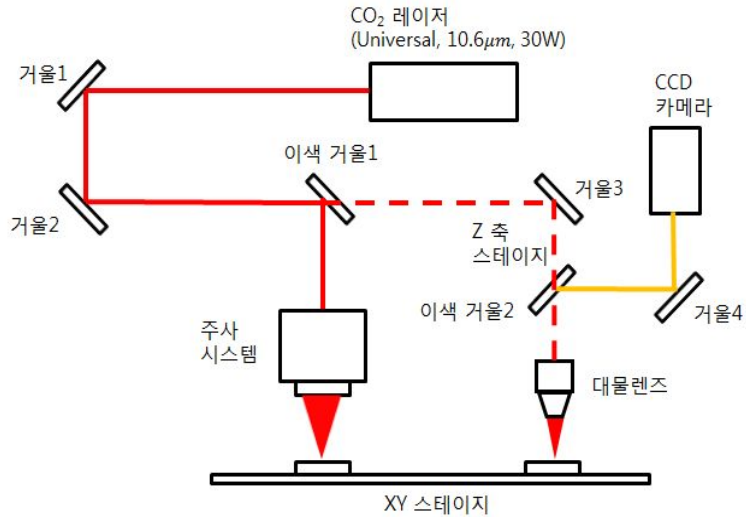 CO₂ 레이저
(Universal, 10.6𝜇m, 30W)
거울1
CCD
카메라
이색 거울1
거울3
거울2
Z 축
스테이지
이색 거울2
거울4
주사
시스템
대물렌즈
XY 스테이지